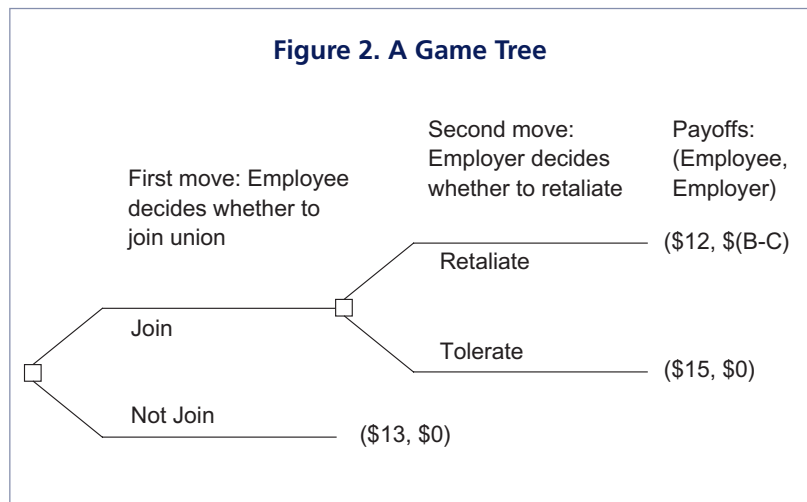 Figure 2. A Game Tree
First move: Employee
decides whether to
join union
Second move:
Employer decides
whether to retaliate
Payoffs:
(Employee,
Employer)
Retaliate
($12, $(B-C)
Join
Tolerate
($15, $0)
Not Join
($13, $0)